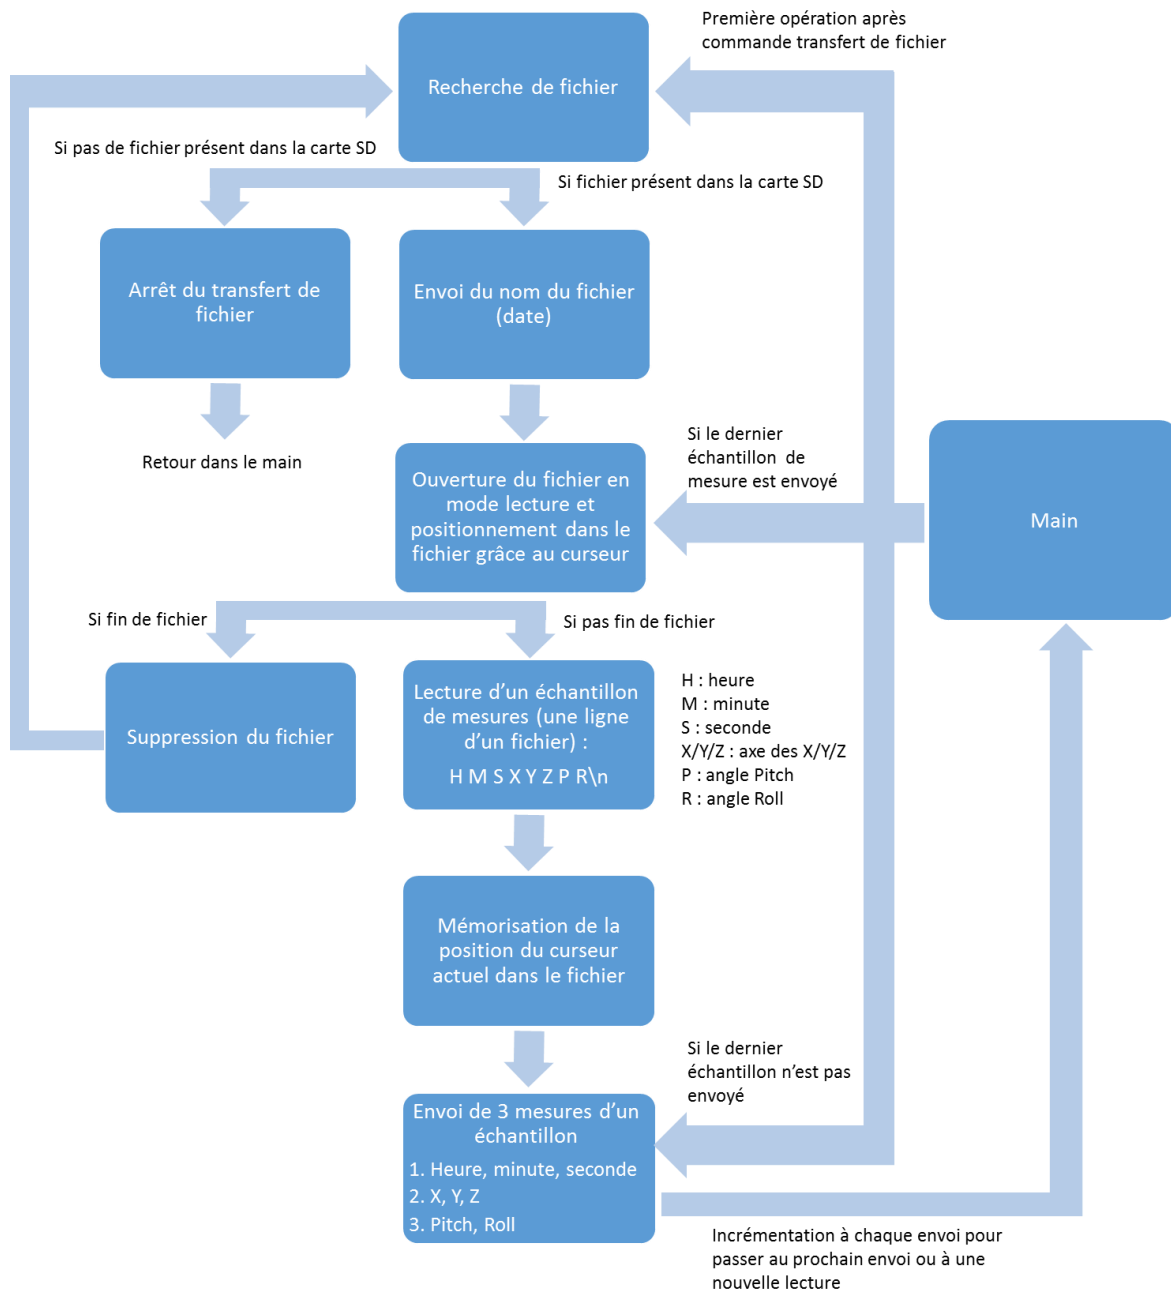 Première opération après
commande transfert de fichier
Recherche de fichier
Si pas de fichier présent dans la carte SD
Si fichier présent dans la carte SD
Arrêt du transfert de
fichier
Envoi du nom du fichier
(date)
Retour dans le main
Si le dernier
échantillon de
mesure est envoyé
Ouverture du fichier en
mode lecture et
positionnement dans le
fichier grâce au curseur
Main
Si fin de fichier
Si pas fin de fichier
Suppression du fichier
Lecture d’un échantillon
de mesures (une ligne
d’un fichier) :
H M S X Y Z P R\n
H : heure
M : minute
S : seconde
X/Y/Z : axe des X/Y/Z
P : angle Pitch
R : angle Roll
Mémorisation de la
position du curseur
actuel dans le fichier
Si le dernier
échantillon n’est pas
envoyé
Envoi de 3 mesures d’un
échantillon
1. Heure, minute, seconde
2. X, Y, Z
3. Pitch, Roll
Incrémentation à chaque envoi pour
passer au prochain envoi ou à une
nouvelle lecture